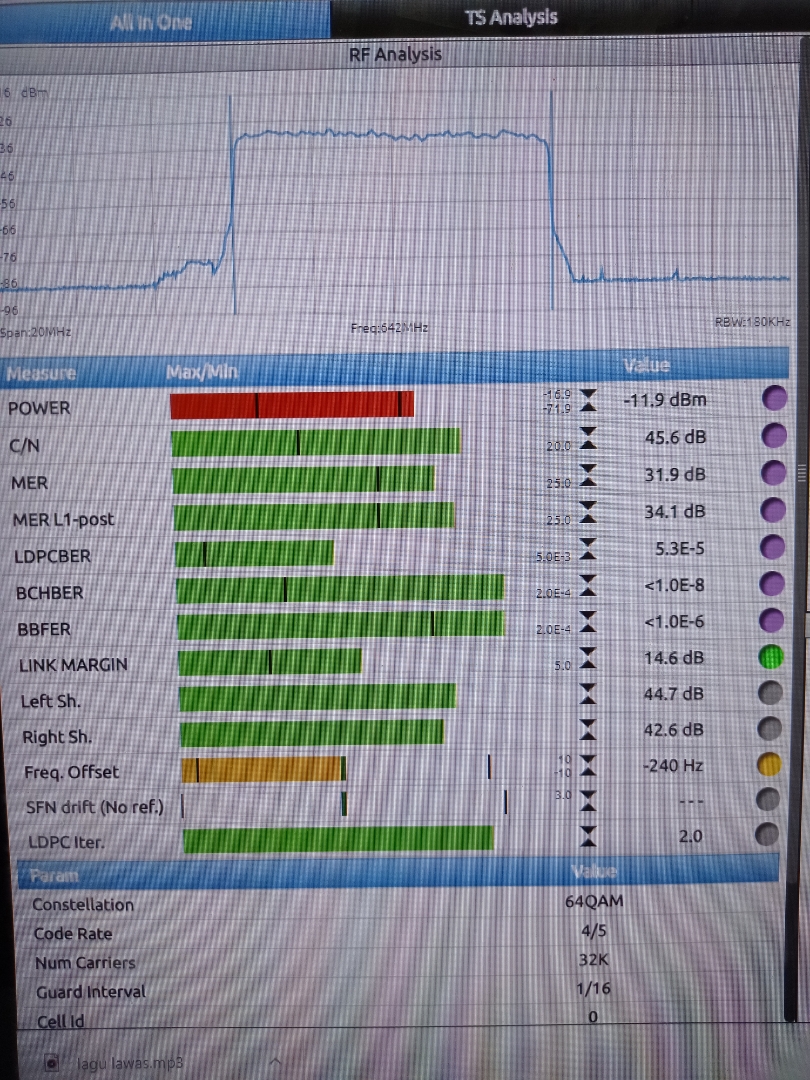 All In One
TS Analysis
RF Analysis
6 dBm
26
36
-46
-56
-66
-76
-86
-96
Span:20MHz
Freq:642MHz
RBW:180KHz
Measure Max/Min Value
POWER -16.9 -71.9 -11.9 dBm
C/N 20.0 45.6 dB
MER 25.0 31.9 dB
MER L1-post 25.0 34.1 dB
LDPCBER 5.0E-3 5.3E-5
BCHBER 2.0E-4 <1.0E-8
BBFER 2.0E-4 <1.0E-6
LINK MARGIN 5.0 14.6 dB
Left Sh. 44.7 dB
Right Sh. 42.6 dB
Freq. Offset 10 -10 -240 Hz
SFN drift (No ref.) 3.0 ---
LDPC Iter. 2.0
Param Value
Constellation 64QAM
Code Rate 4/5
Num Carriers 32K
Guard Interval 1/16
Cell Id 0
lagu lawas.mp3